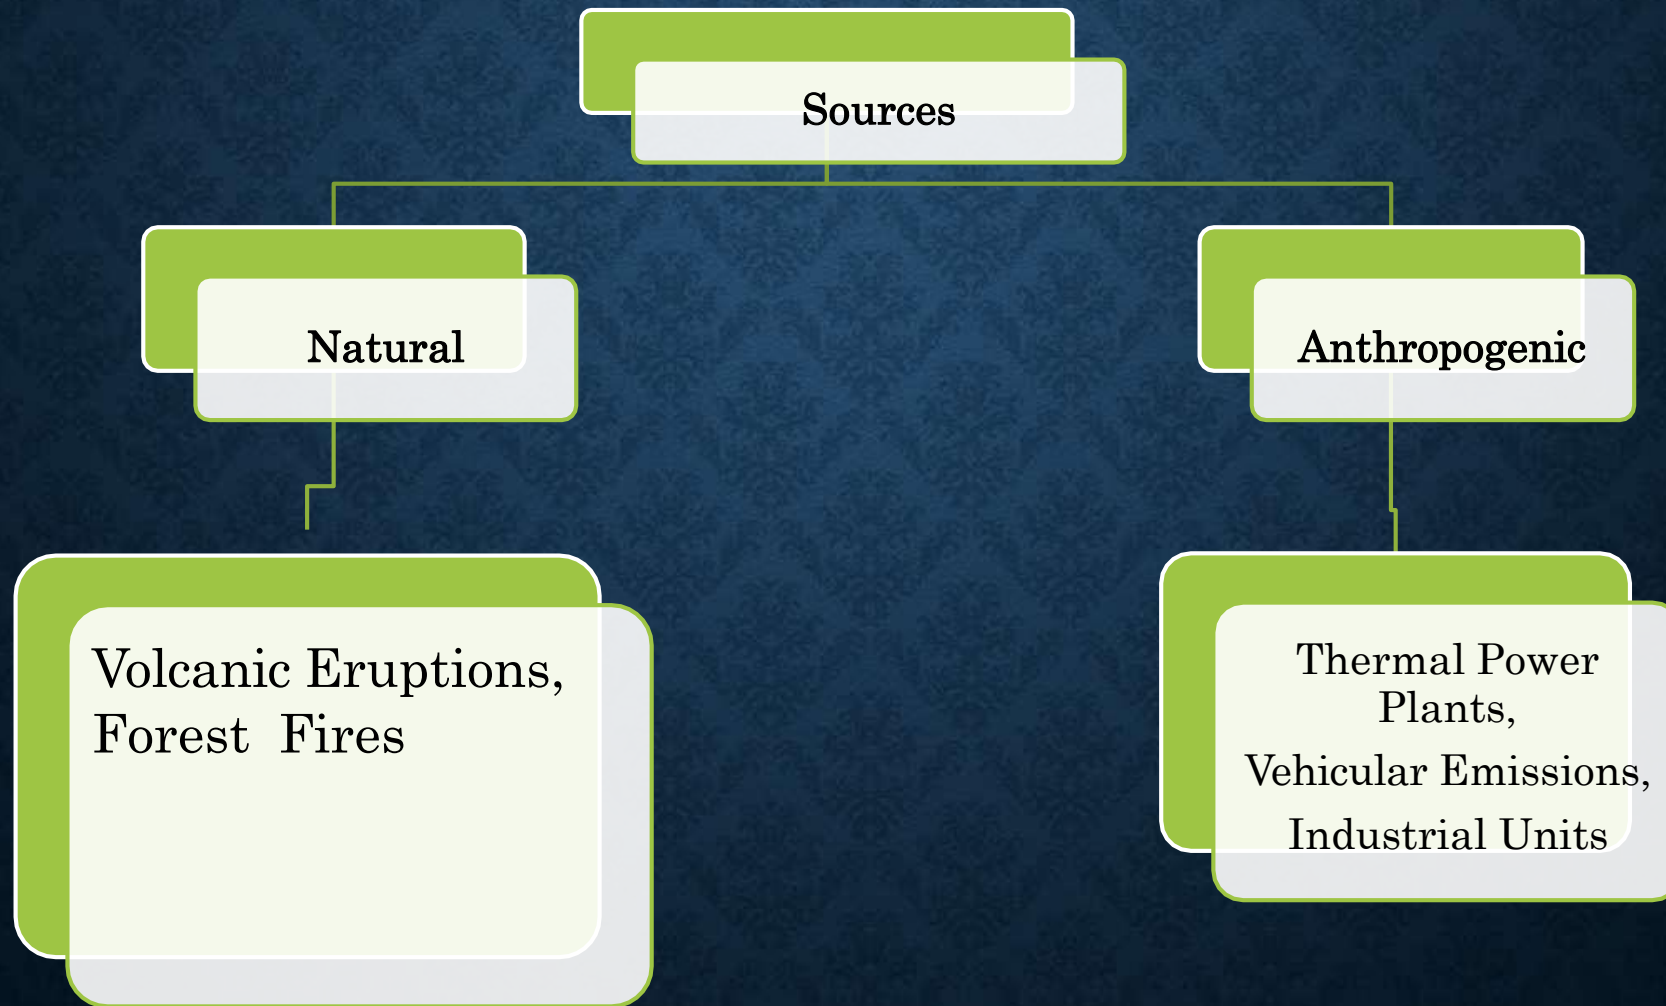 Sources
Natural
Anthropogenic
Volcanic Eruptions,
Forest Fires
Thermal Power
Plants,
Vehicular Emissions,
Industrial Units